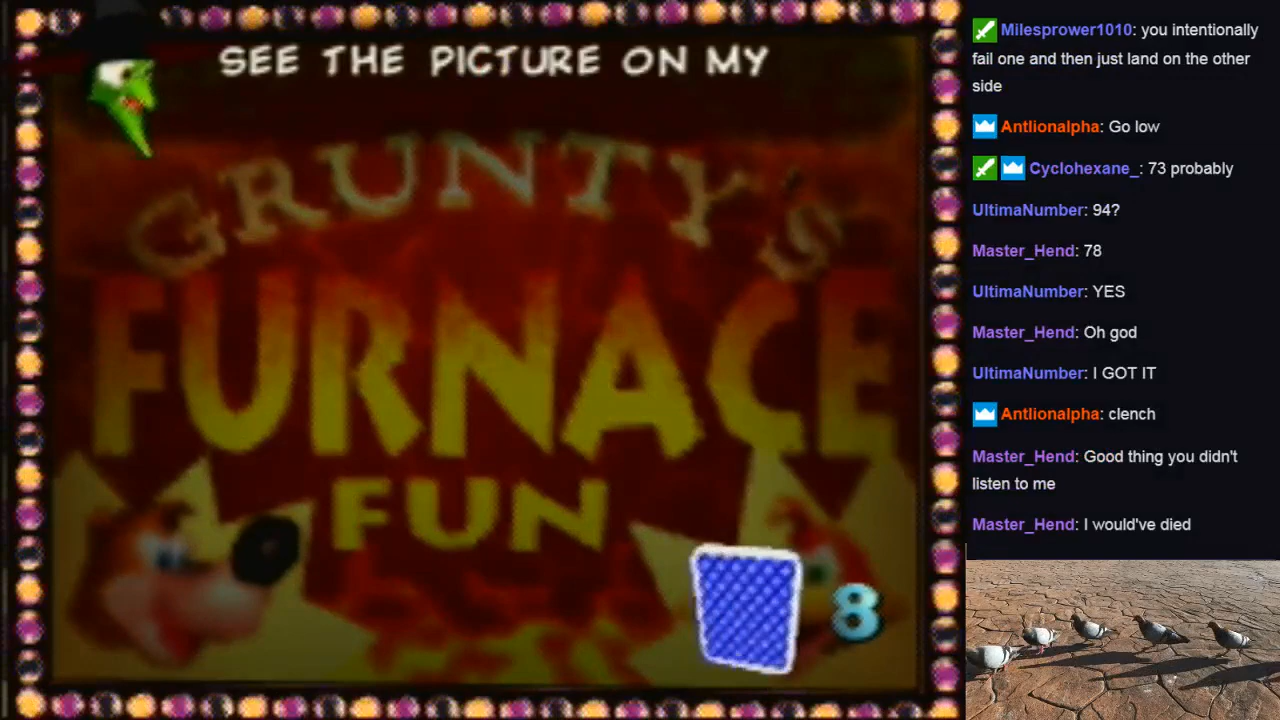 SEE THE PICTURE ON MY
GRUNTY'S
FURNACE
FUN
8
Milesprower1010: you intentionally
fail one and then just land on the other
side
Antlionalpha: Go low
Cyclohexane_: 73 probably
UltimaNumber: 94?
Master_Hend: 78
UltimaNumber: YES
Master_Hend: Oh god
UltimaNumber: I GOT IT
Antlionalpha: clench
Master_Hend: Good thing you didn't
listen to me
Master_Hend: I would've died